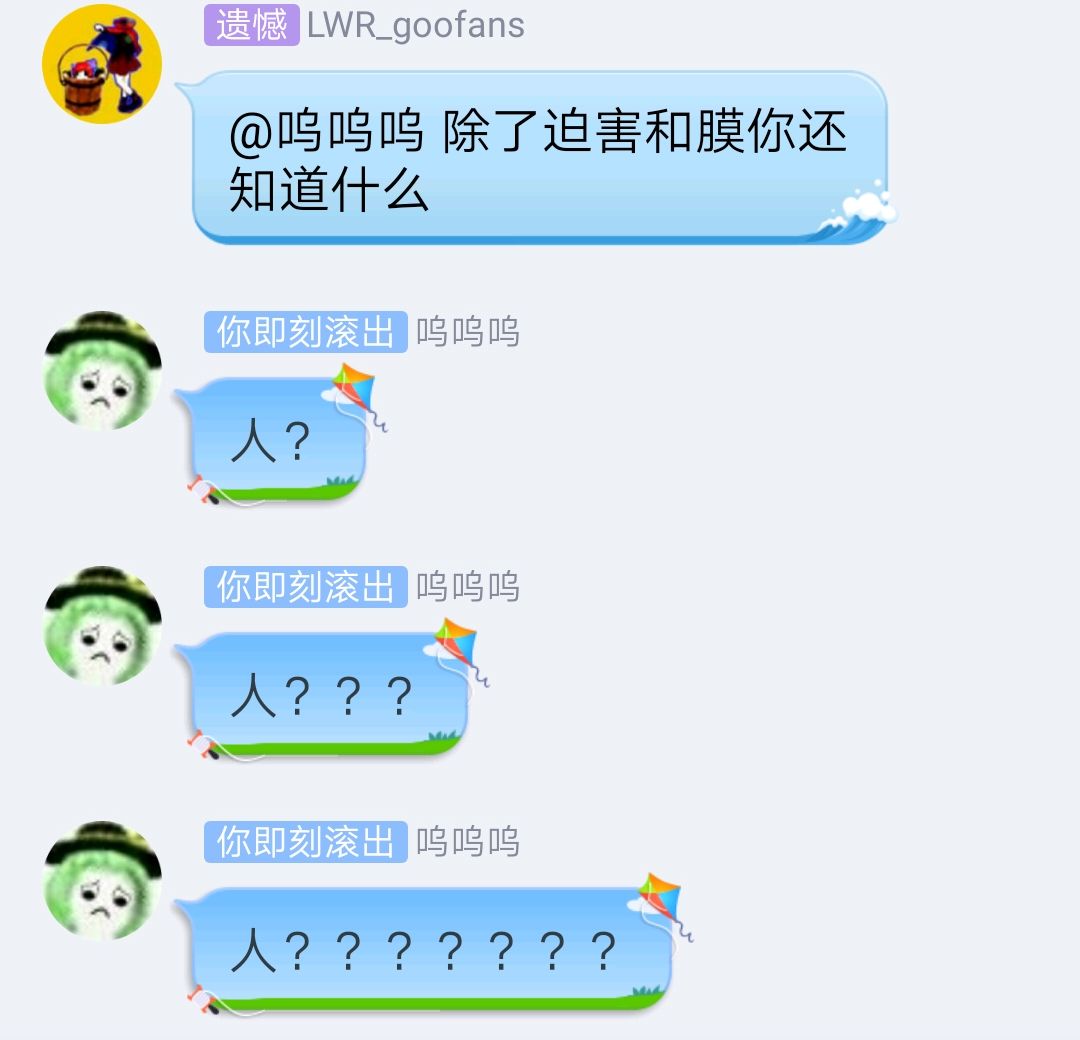 遗憾 LWR_goofans
@呜呜呜 除了迫害和膜你还
知道什么
你即刻滚出 呜呜呜
人?
你即刻滚出 呜呜呜
人? ? ?
你即刻滚出 呜呜呜
人? ? ? ? ? ? ?